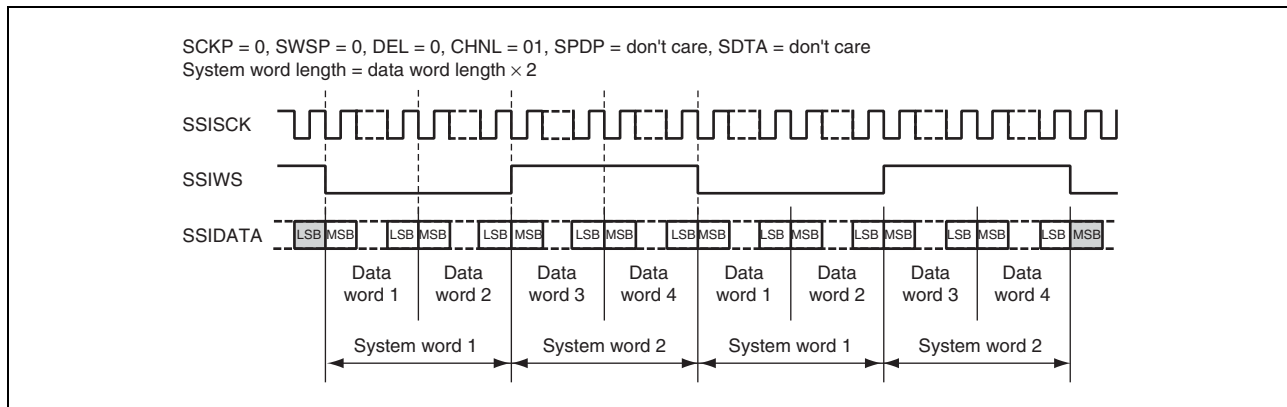 SCKP = 0, SWSP = 0, DEL = 0, CHNL = 01, SPDP = don't care, SDTA = don't care
System word length = data word length × 2
SSISCK
SSIWS
SSIDATA
LSB MSB LSB MSB LSB MSB LSB MSB LSB MSB LSB MSB LSB MSB LSB MSB LSB MSB
Data word 1
Data word 2
Data word 3
Data word 4
Data word 1
Data word 2
Data word 3
Data word 4
System word 1
System word 2
System word 1
System word 2